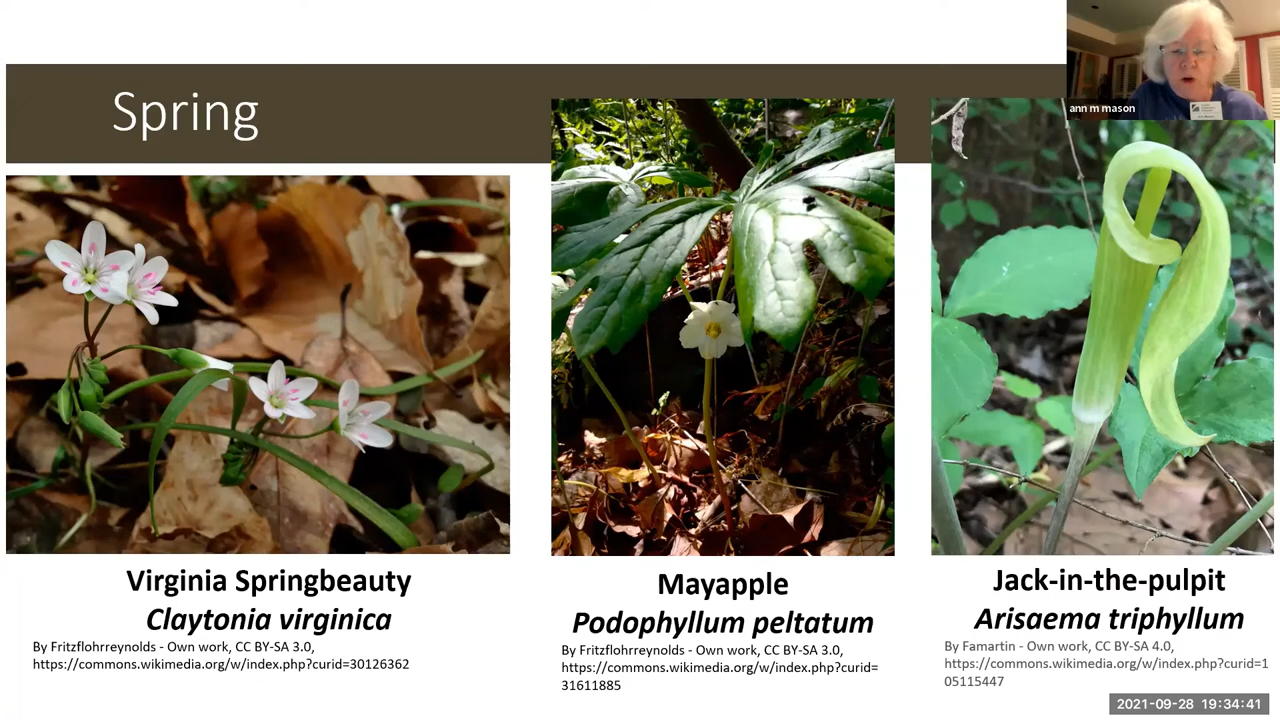 Spring
ann m mason
Virginia Springbeauty
Claytonia virginica
By Fritzflohrreynolds - Own work, CC BY-SA 3.0,
https://commons.wikimedia.org/w/index.php?curid=30126362
Mayapple
Podophyllum peltatum
By Fritzflohrreynolds - Own work, CC BY-SA 3.0,
https://commons.wikimedia.org/w/index.php?curid=
31611885
Jack-in-the-pulpit
Arisaema triphyllum
By Famartin - Own work, CC BY-SA 4.0,
https://commons.wikimedia.org/w/index.php?curid=1
05115447
2021-09-28 19:34:41